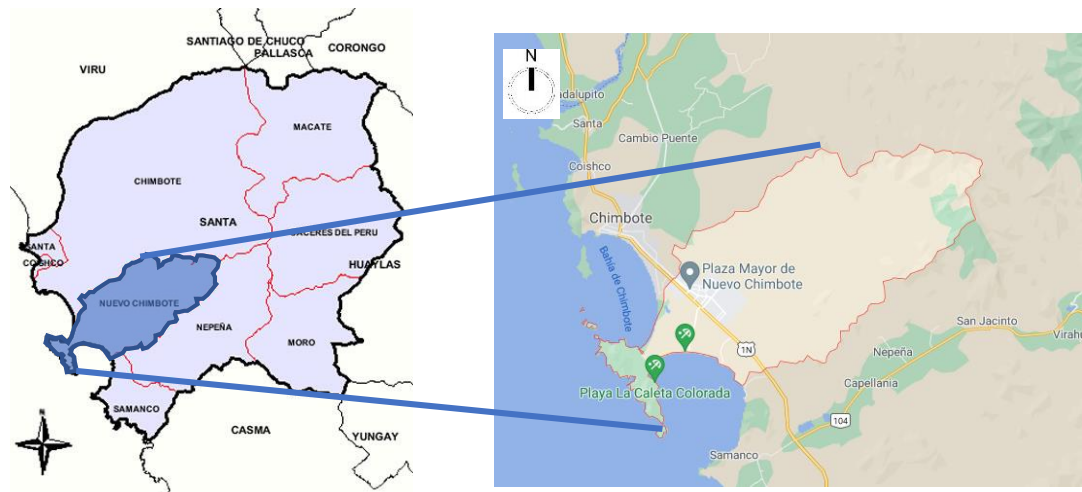 SANTIAGO DE CHUCO
PALLASCA
CORONGO
VIRU
MACATE
CHIMBOTE
SANTA
CACERES DEL PERU
SANTA
COISHCO
HUAYLAS
NUEVO CHIMBOTE
NEPEÑA
MORO
SAMANCO
CASMA
YUNGAY
N
N
adalupito
Santa
Cambio Puente
Coishco
Chimbote
Bahía de Chimbote
Plaza Mayor de
Nuevo Chimbote
San Jacinto
Virahe
1N
Nepeña
Capellania
Playa La Caleta Colorada
104
Samanco